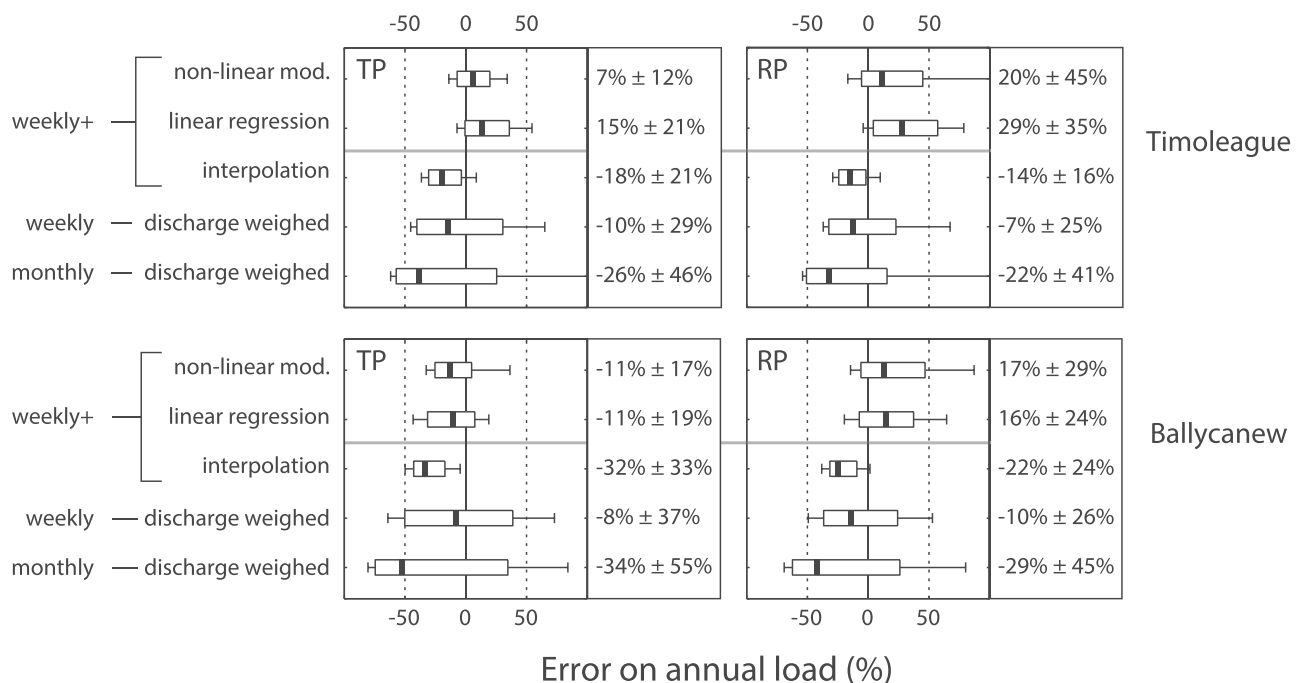 -50 0 50 -50 0 50
TP RP
non-linear mod. 7% ± 12% 20% ± 45%
weekly+ linear regression 15% ± 21% 29% ± 35% Timoleague
interpolation -18% ± 21% -14% ± 16%
weekly discharge weighed -10% ± 29% -7% ± 25%
monthly discharge weighed -26% ± 46% -22% ± 41%
TP RP
non-linear mod. -11% ± 17% 17% ± 29%
weekly+ linear regression -11% ± 19% 16% ± 24% Ballycanew
interpolation -32% ± 33% -22% ± 24%
weekly discharge weighed -8% ± 37% -10% ± 26%
monthly discharge weighed -34% ± 55% -29% ± 45%
-50 0 50 -50 0 50
Error on annual load (%)